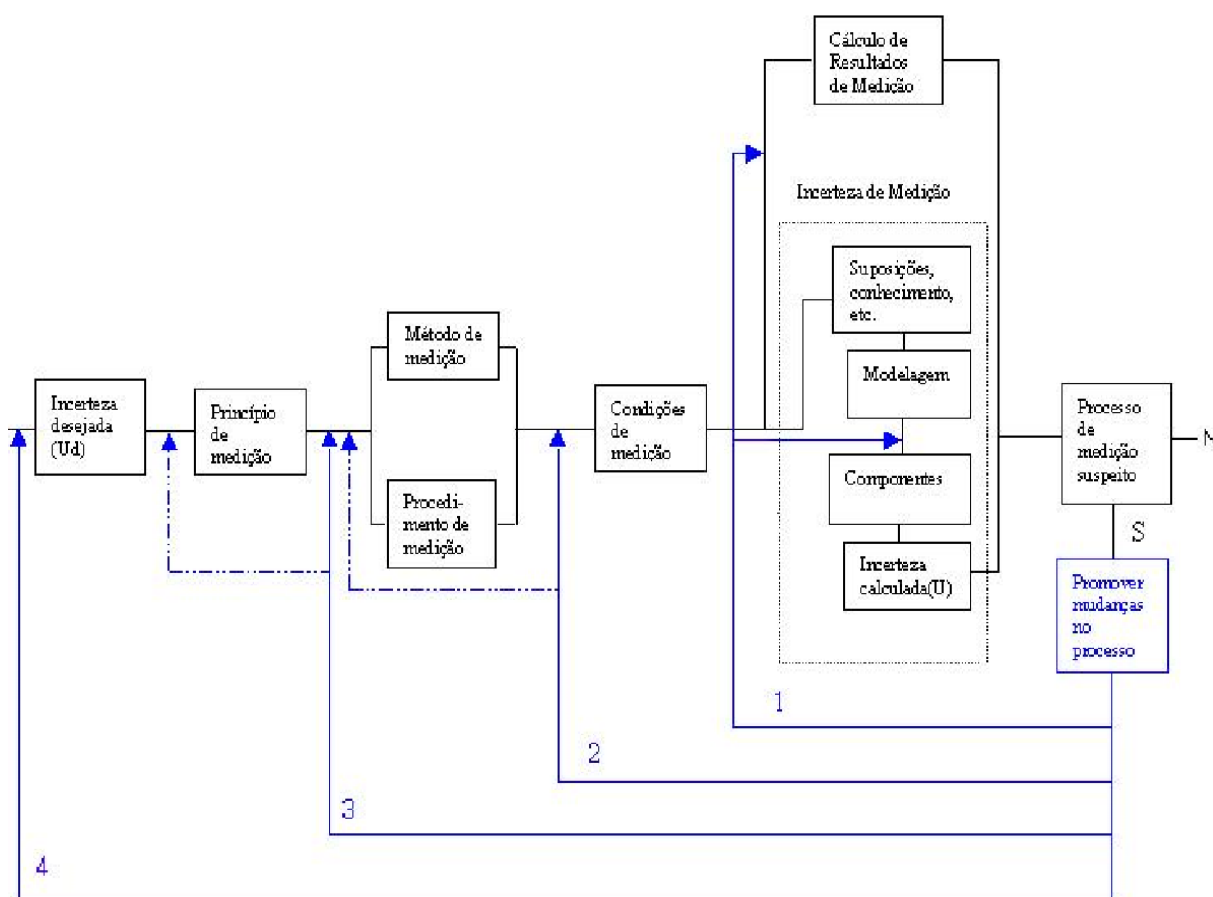 Cálculo de
Resultados
de Medição
Incerteza de Medição
Suposições,
conhecimento,
etc.
Modelagem
Componentes
Incerteza
calculada(U)
Método de
medição
Procedi-
mento de
medição
Incerteza
desejada
(Ud)
Princípio
de
medição
Condições
de
medição
Processo
de
medição
suspeito
S
Promover
mudanças
no
processo
1
2
3
4